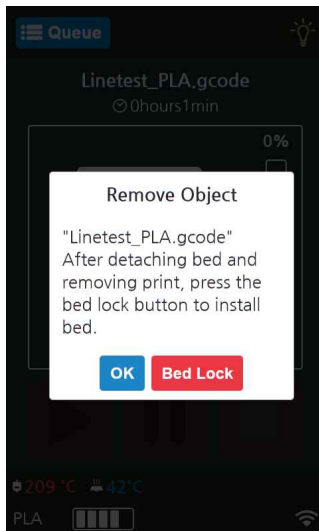 Queue
Linetest_PLA.gcode
0hours1min
0%
Remove Object
"Linetest_PLA.gcode"
After detaching bed and
removing print, press the
bed lock button to install
bed.
OK Bed Lock
209 °C 42°C
PLA